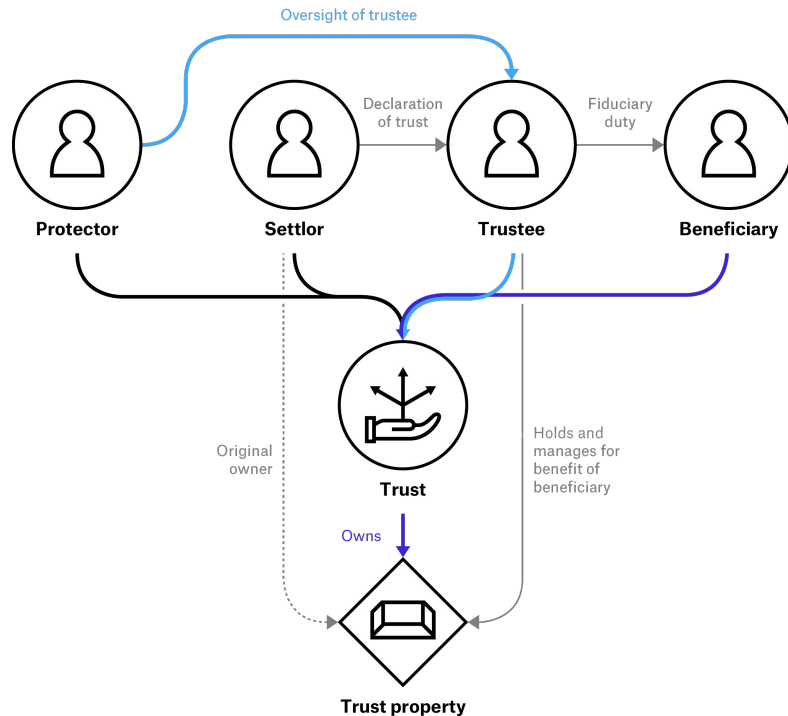 Oversight of trustee
Declaration
of trust
Fiduciary
duty
Protector
Settlor
Trustee
Beneficiary
Original
owner
Holds and
manages for
benefit of
beneficiary
Trust
Owns
Trust property